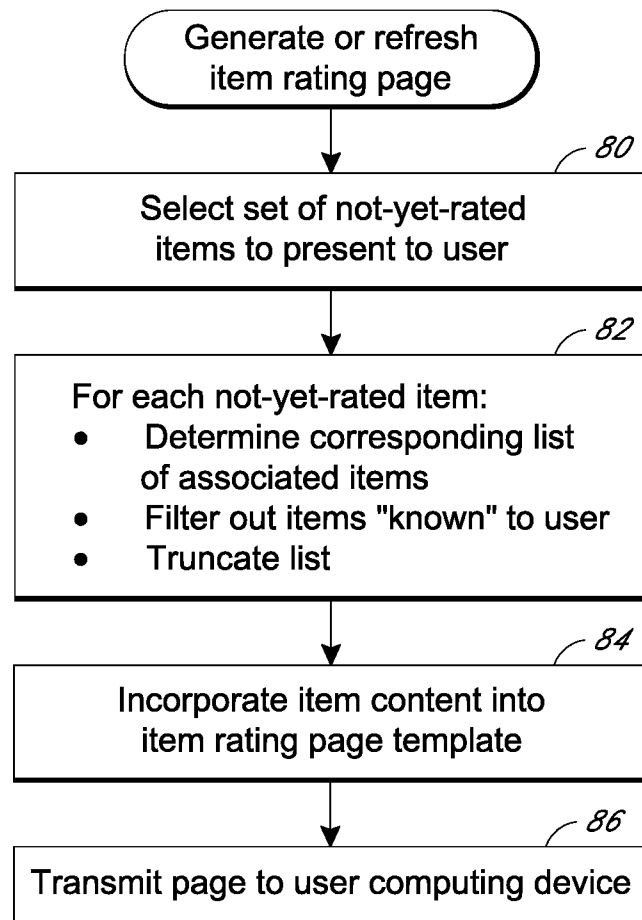 Generate or refresh
item rating page
80
Select set of not-yet-rated
items to present to user
82
For each not-yet-rated item:
• Determine corresponding list
of associated items
• Filter out items "known" to user
• Truncate list
84
Incorporate item content into
item rating page template
86
Transmit page to user computing device